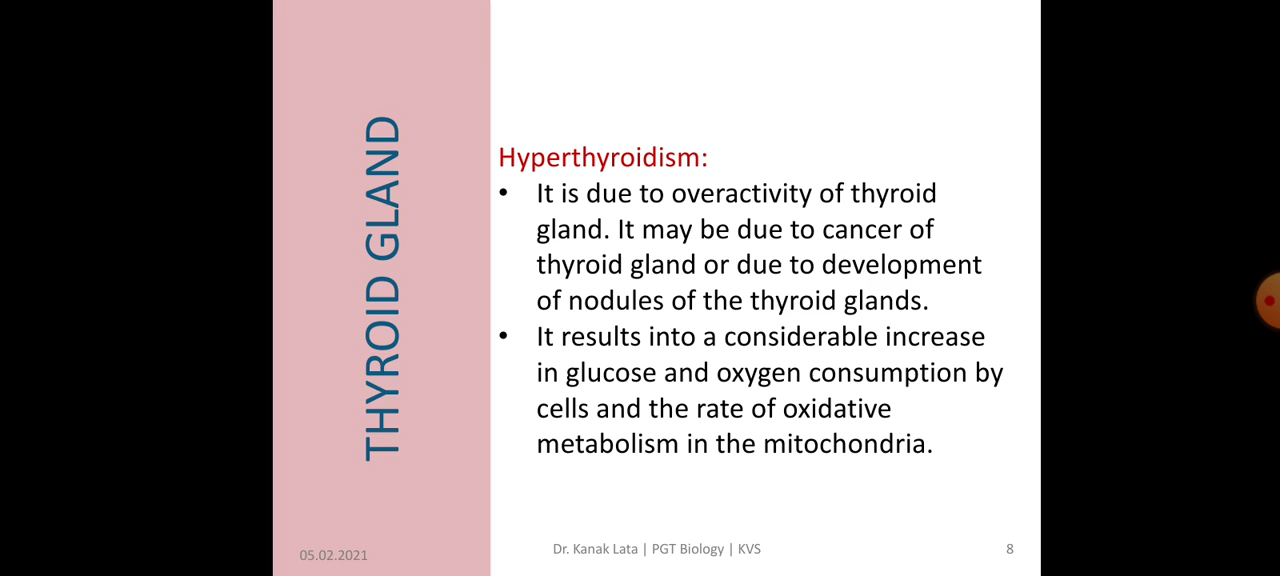 THYROID GLAND
Hyperthyroidism:
• It is due to overactivity of thyroid
gland. It may be due to cancer of
thyroid gland or due to development
of nodules of the thyroid glands.
• It results into a considerable increase
in glucose and oxygen consumption by
cells and the rate of oxidative
metabolism in the mitochondria.
05.02.2021
Dr. Kanak Lata | PGT Biology | KVS
8